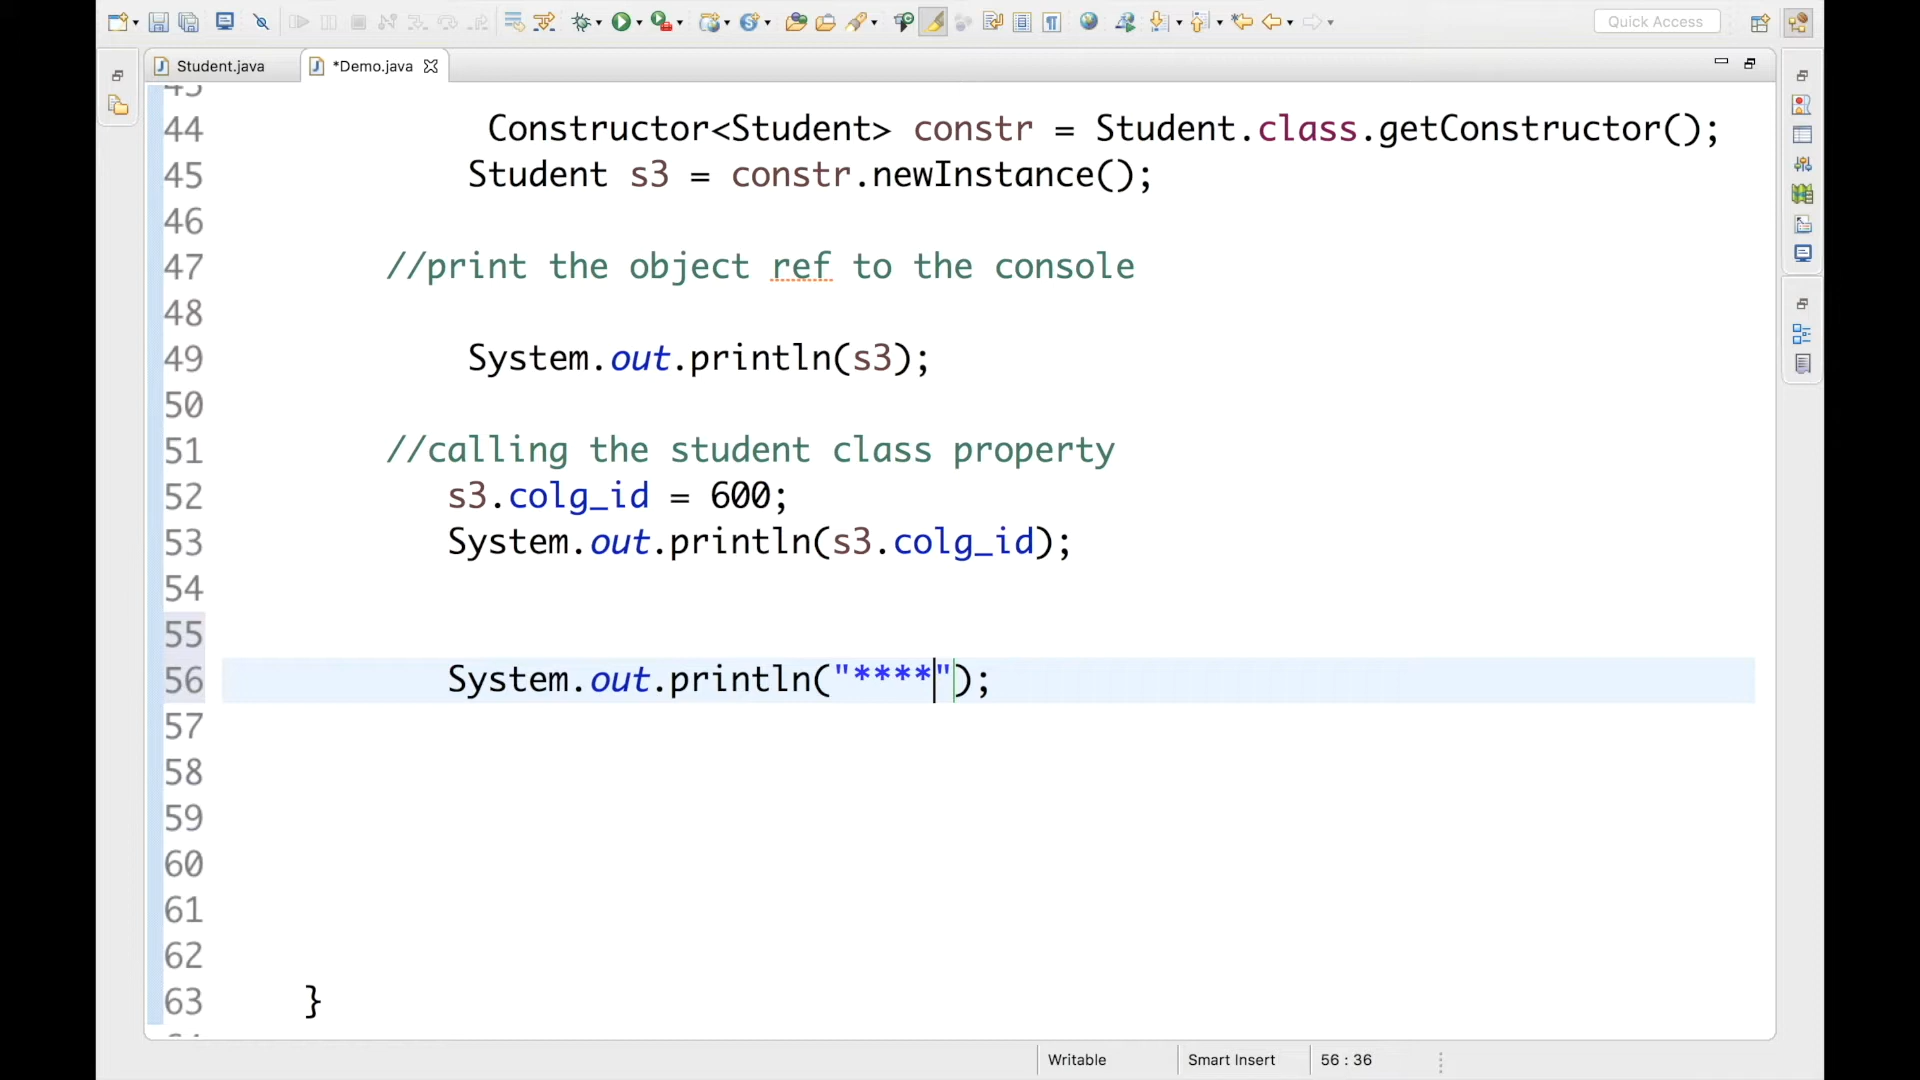 Quick Access
Student.java
*Demo.java
44 Constructor<Student> constr = Student.class.getConstructor();
45 Student s3 = constr.newInstance();
46
47 //print the object ref to the console
48
49 System.out.println(s3);
50
51 //calling the student class property
52 s3.colg_id = 600;
53 System.out.println(s3.colg_id);
54
55
56 System.out.println("****");
57
58
59
60
61
62
63 }
Writable
Smart Insert
56 : 36